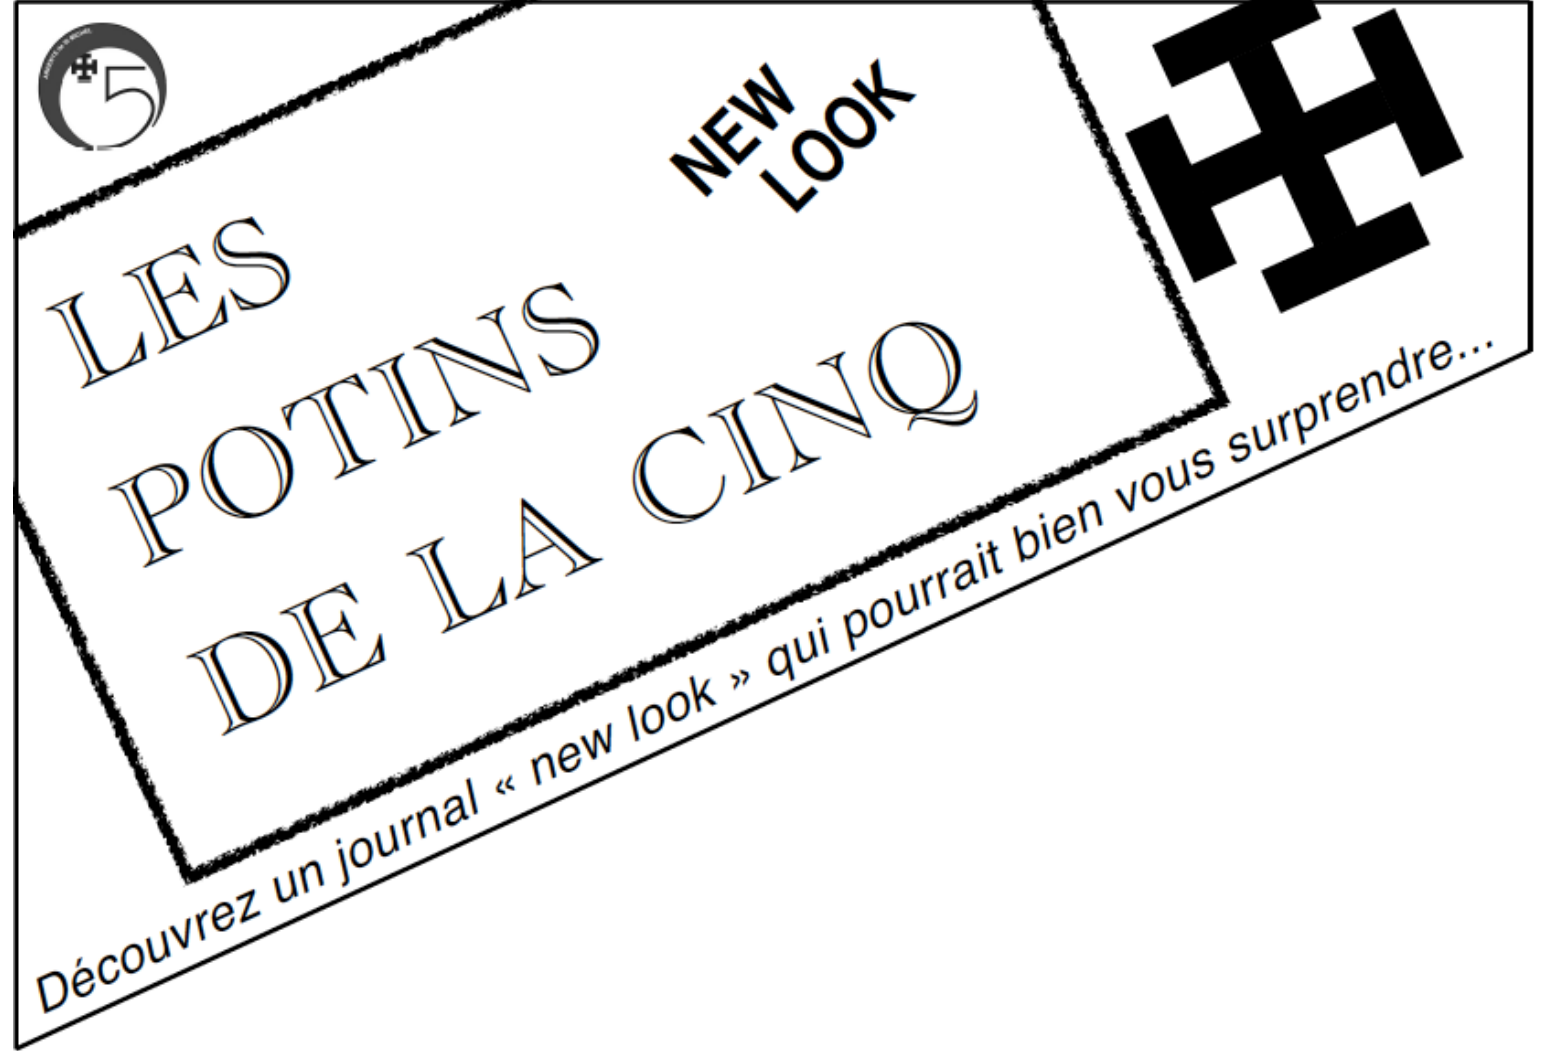 5
NEW
LOOK
LES
POTINS
DE LA CINQ
Découvrez un journal « new look » qui pourrait bien vous surprendre...